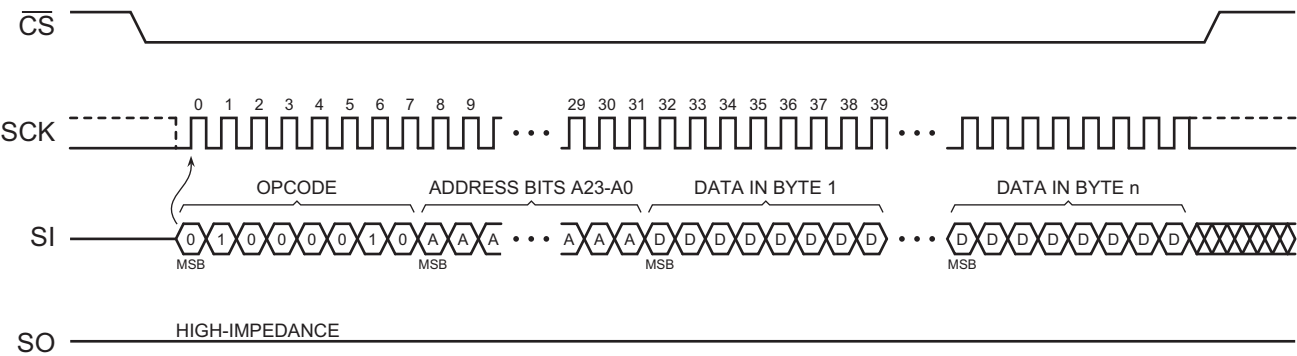 CS
0 1 2 3 4 5 6 7 8 9 29 30 31 32 33 34 35 36 37 38 39
SCK
OPCODE ADDRESS BITS A23-A0 DATA IN BYTE 1 DATA IN BYTE n
SI 0 1 0 0 0 0 1 0 A A A A A A D D D D D D D D D D D D D D D D
MSB MSB MSB MSB
HIGH-IMPEDANCE
SO